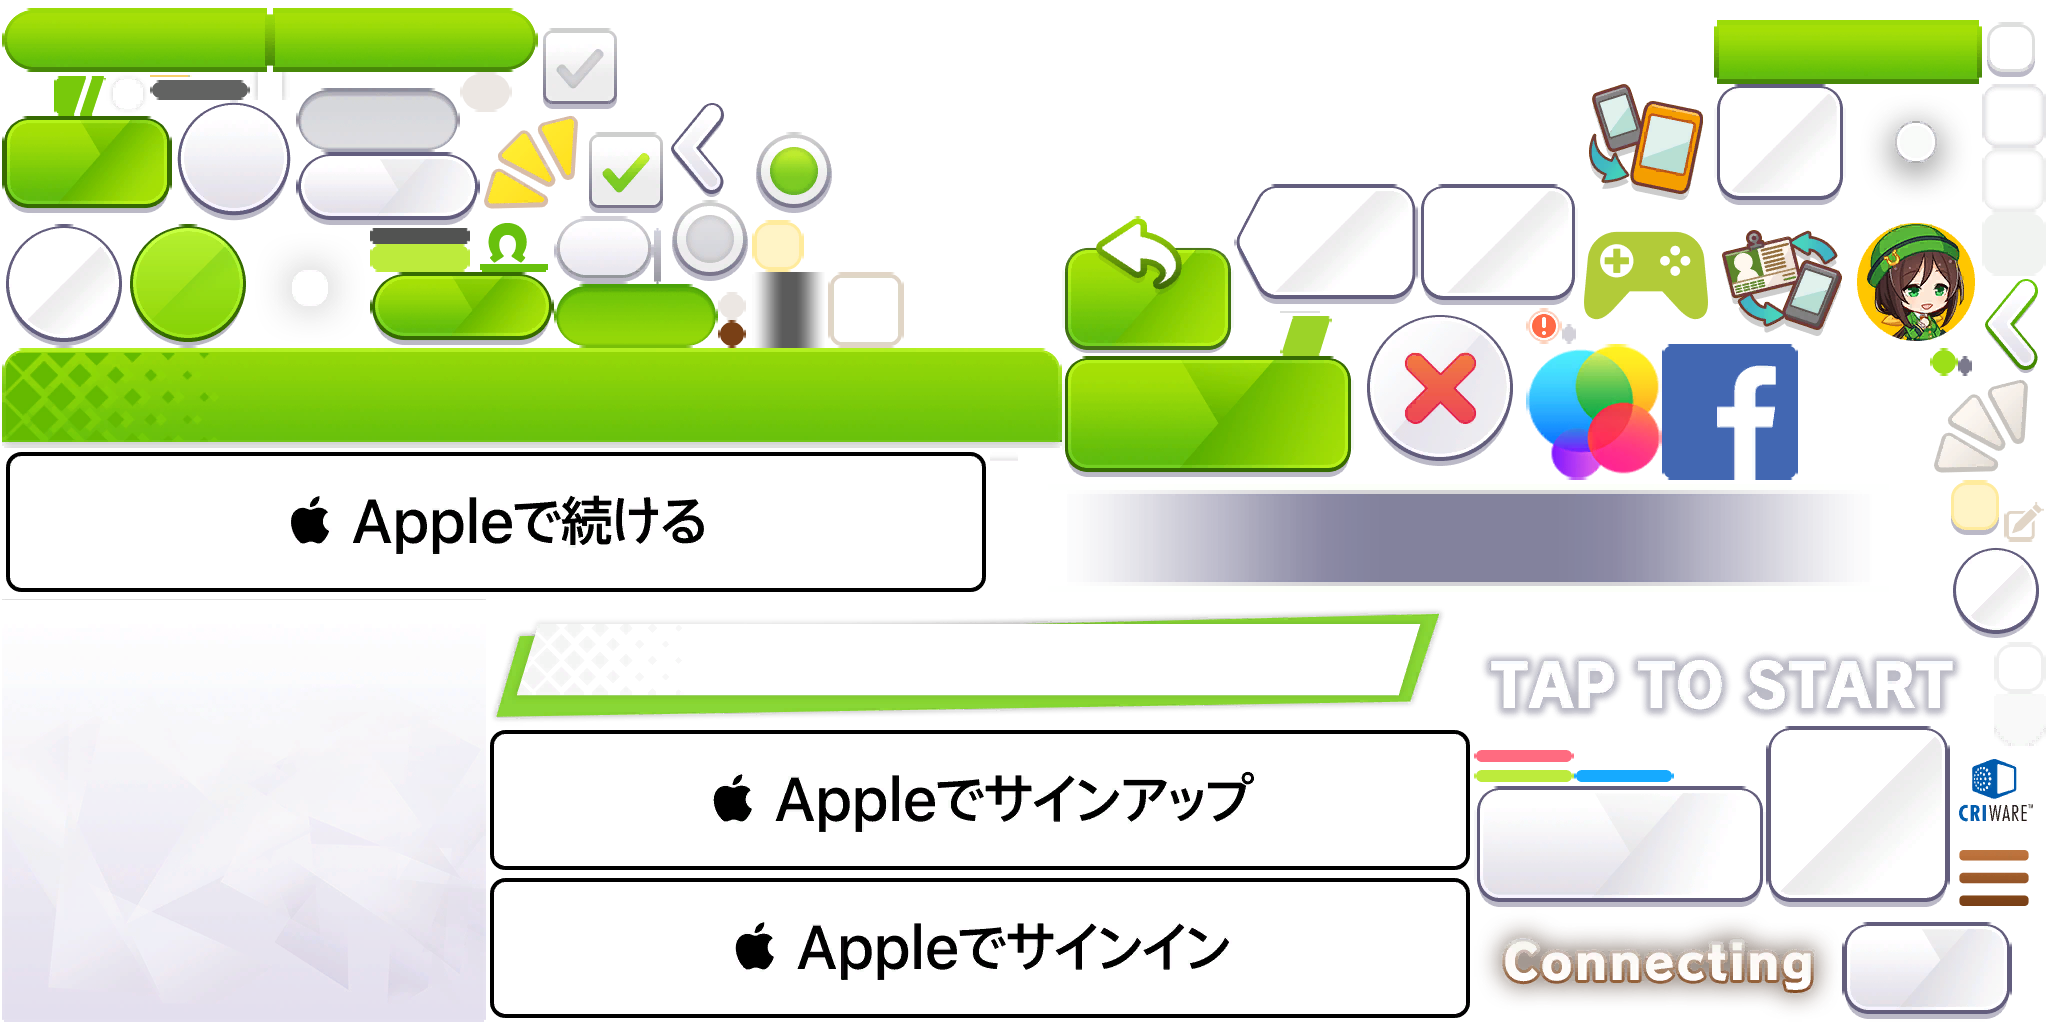 Appleで続ける
TAP TO START
Appleでサインアップ
CRIWARE™
Appleでサインイン
Connecting